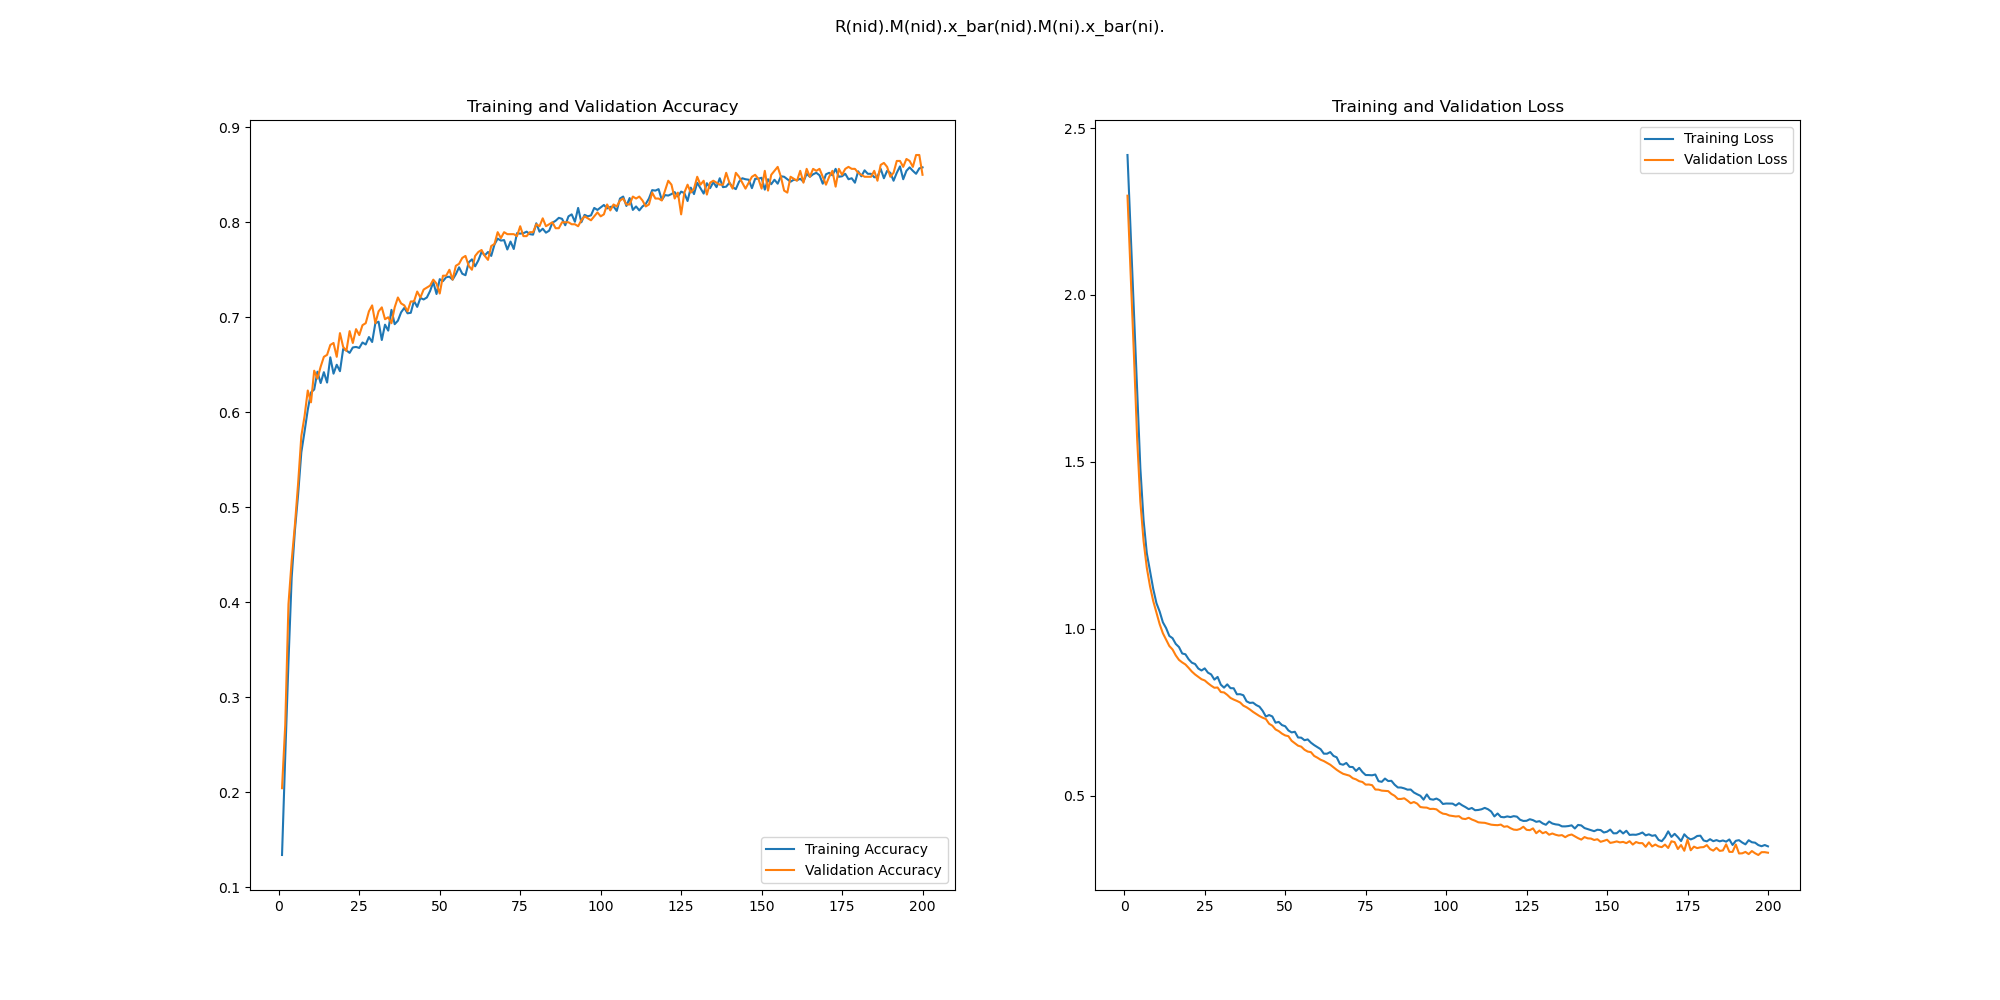 R(nid).M(nid).x_bar(nid).M(ni).x_bar(ni).
Training and Validation Accuracy
0.9
0.8
0.7
0.6
0.5
0.4
0.3
0.2
0.1
0 25 50 75 100 125 150 175 200
Training Accuracy
Validation Accuracy
Training and Validation Loss
2.5
2.0
1.5
1.0
0.5
0 25 50 75 100 125 150 175 200
Training Loss
Validation Loss